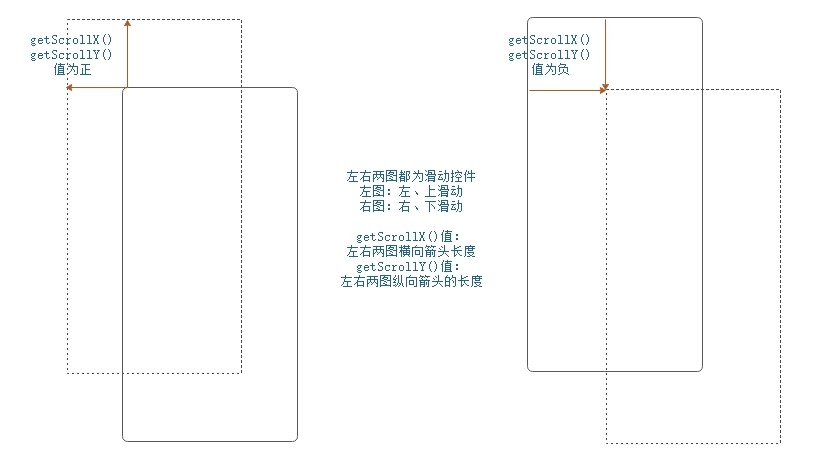 getScrollX()
getScrollY()
值为正
getScrollX()
getScrollY()
值为负
左右两图都为滑动控件
左图：左、上滑动
右图：右、下滑动
getScrollX()值：
左右两图横向箭头长度
getScrollY()值：
左右两图纵向箭头的长度